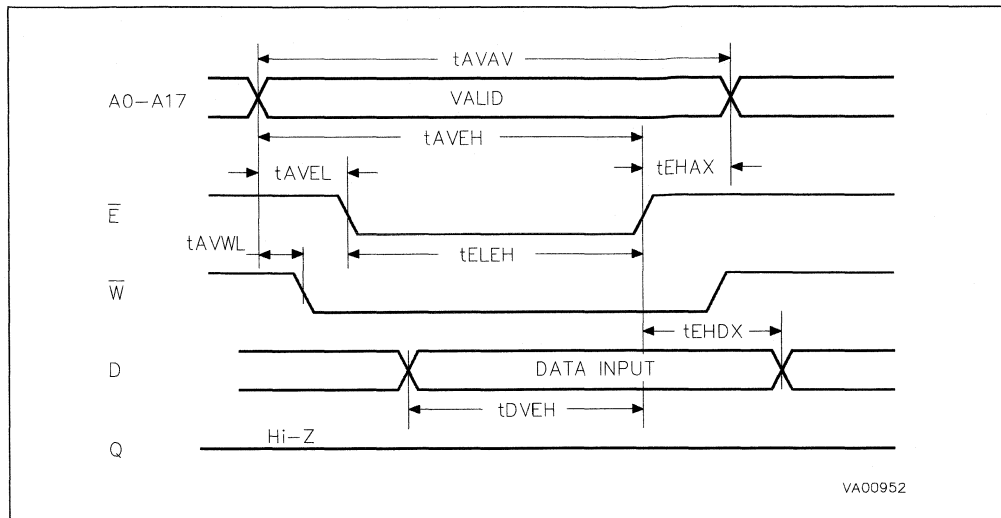 tAVAV
A0-A17
VALID
tAVEH
tAVEL
tEHAX
E
tAVWL
tELEH
W
tEHDX
D
DATA INPUT
tDVEH
Hi-Z
Q
VA00952